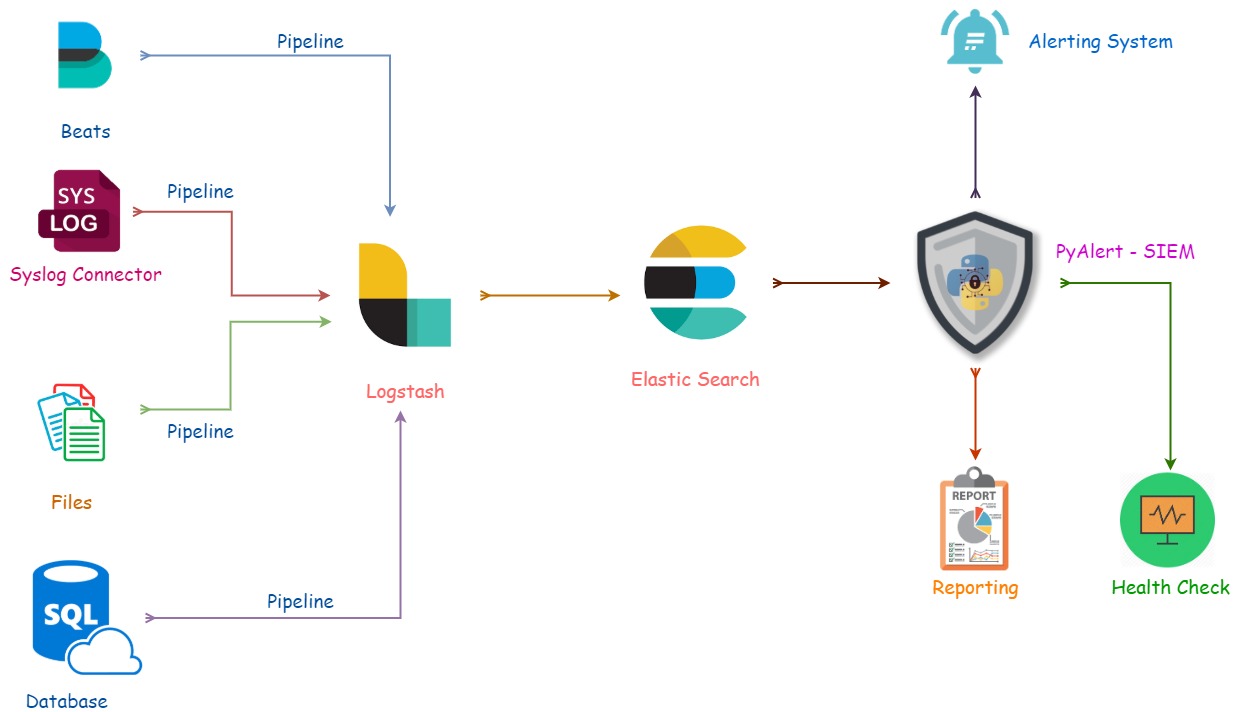 Pipeline
Alerting System
Beats
SYS
LOG
Pipeline
Syslog Connector
PyAlert - SIEM
Logstash
Elastic Search
Pipeline
Files
REPORT
SQL
Pipeline
Reporting
Health Check
Database